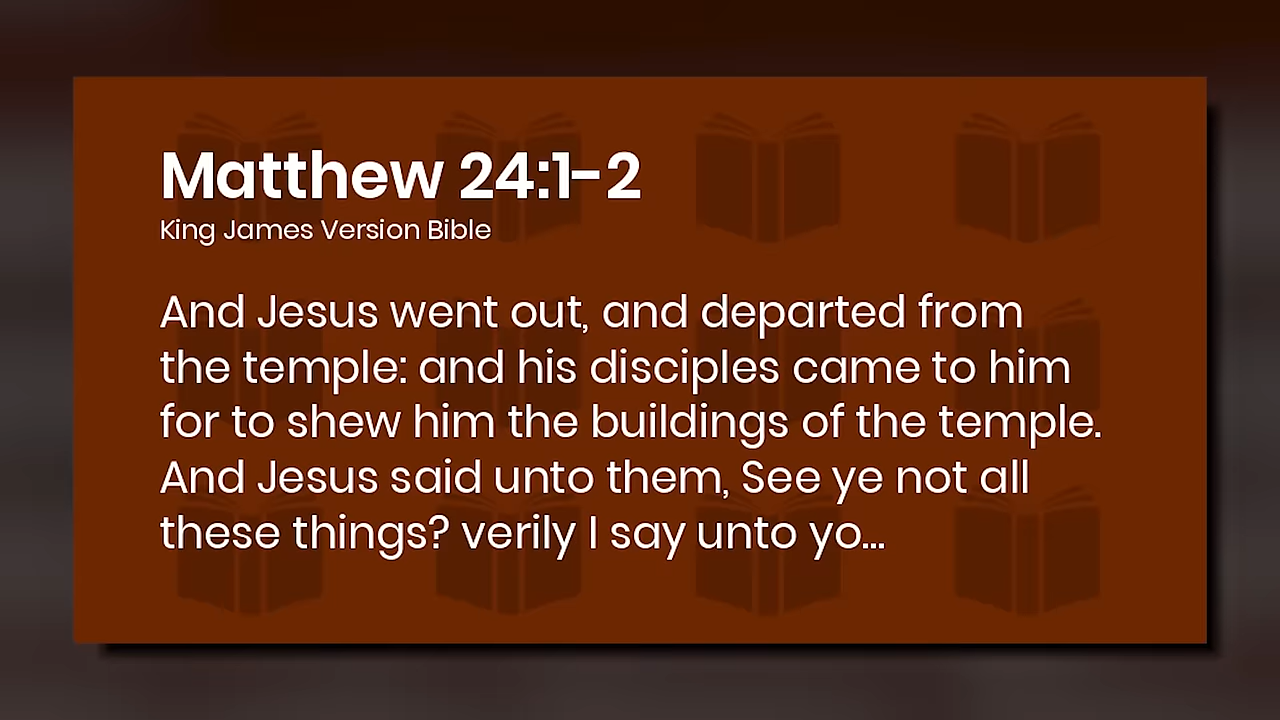 Matthew 24:1-2
King James Version Bible
And Jesus went out, and departed from
the temple: and his disciples came to him
for to shew him the buildings of the temple.
And Jesus said unto them, See ye not all
these things? verily I say unto yo...